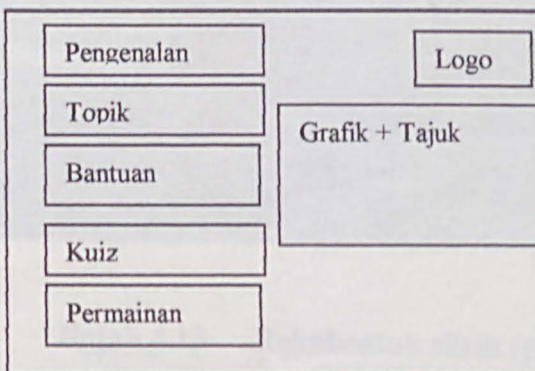 Pengenalan
Logo
Topik
Grafik + Tajuk
Bantuan
Kuiz
Permainan